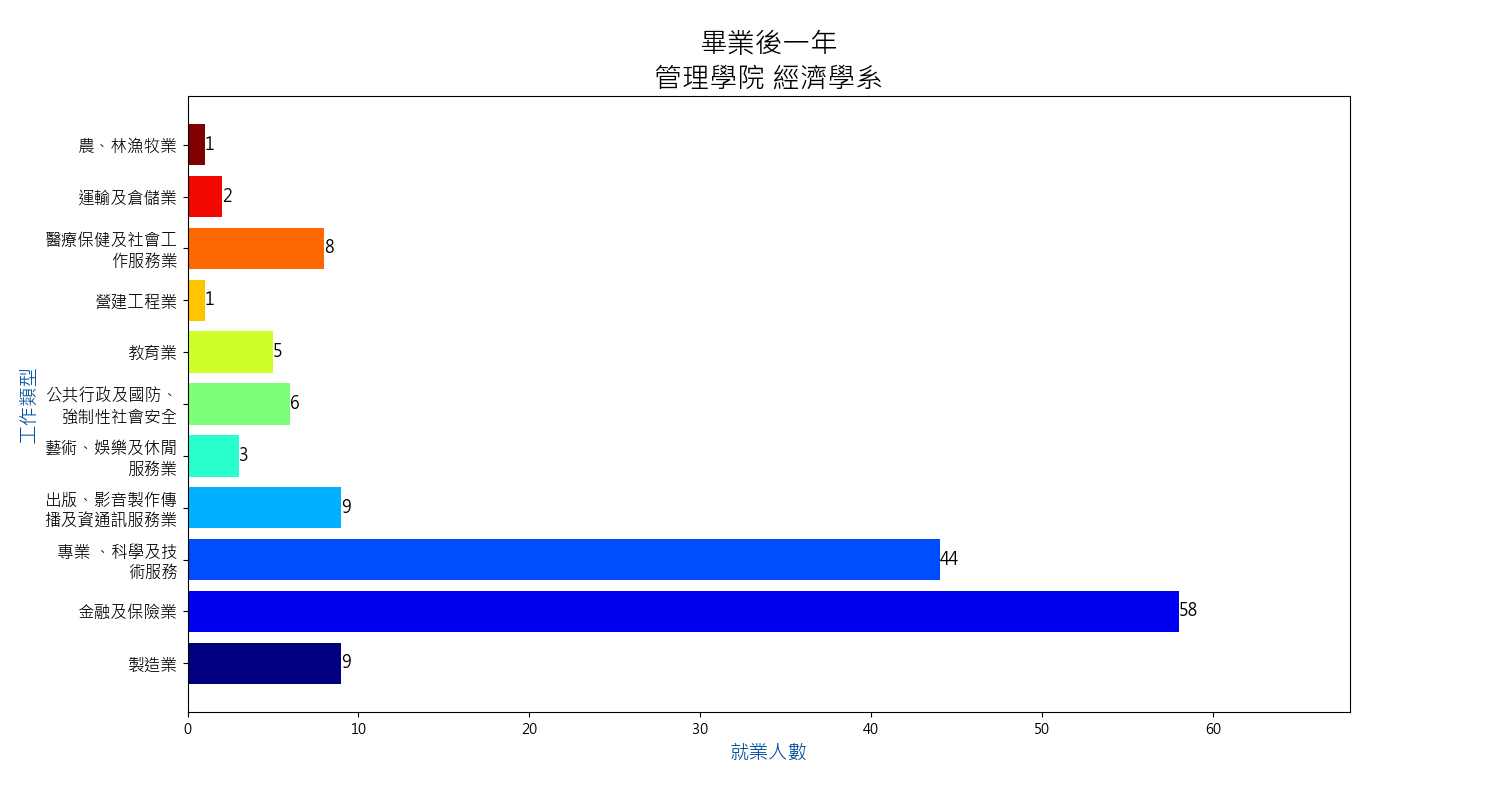 畢業後一年
管理學院 經濟學系
農、林漁牧業
1
運輸及倉儲業
2
醫療保健及社會工
作服務業
8
營建工程業
1
教育業
5
公共行政及國防、
強制性社會安全
6
藝術、娛樂及休閒
服務業
3
出版、影音製作傳
播及資通訊服務業
9
專業 、科學及技
術服務
44
金融及保險業
58
製造業
9
工作類型
0 10 20 30 40 50 60
就業人數